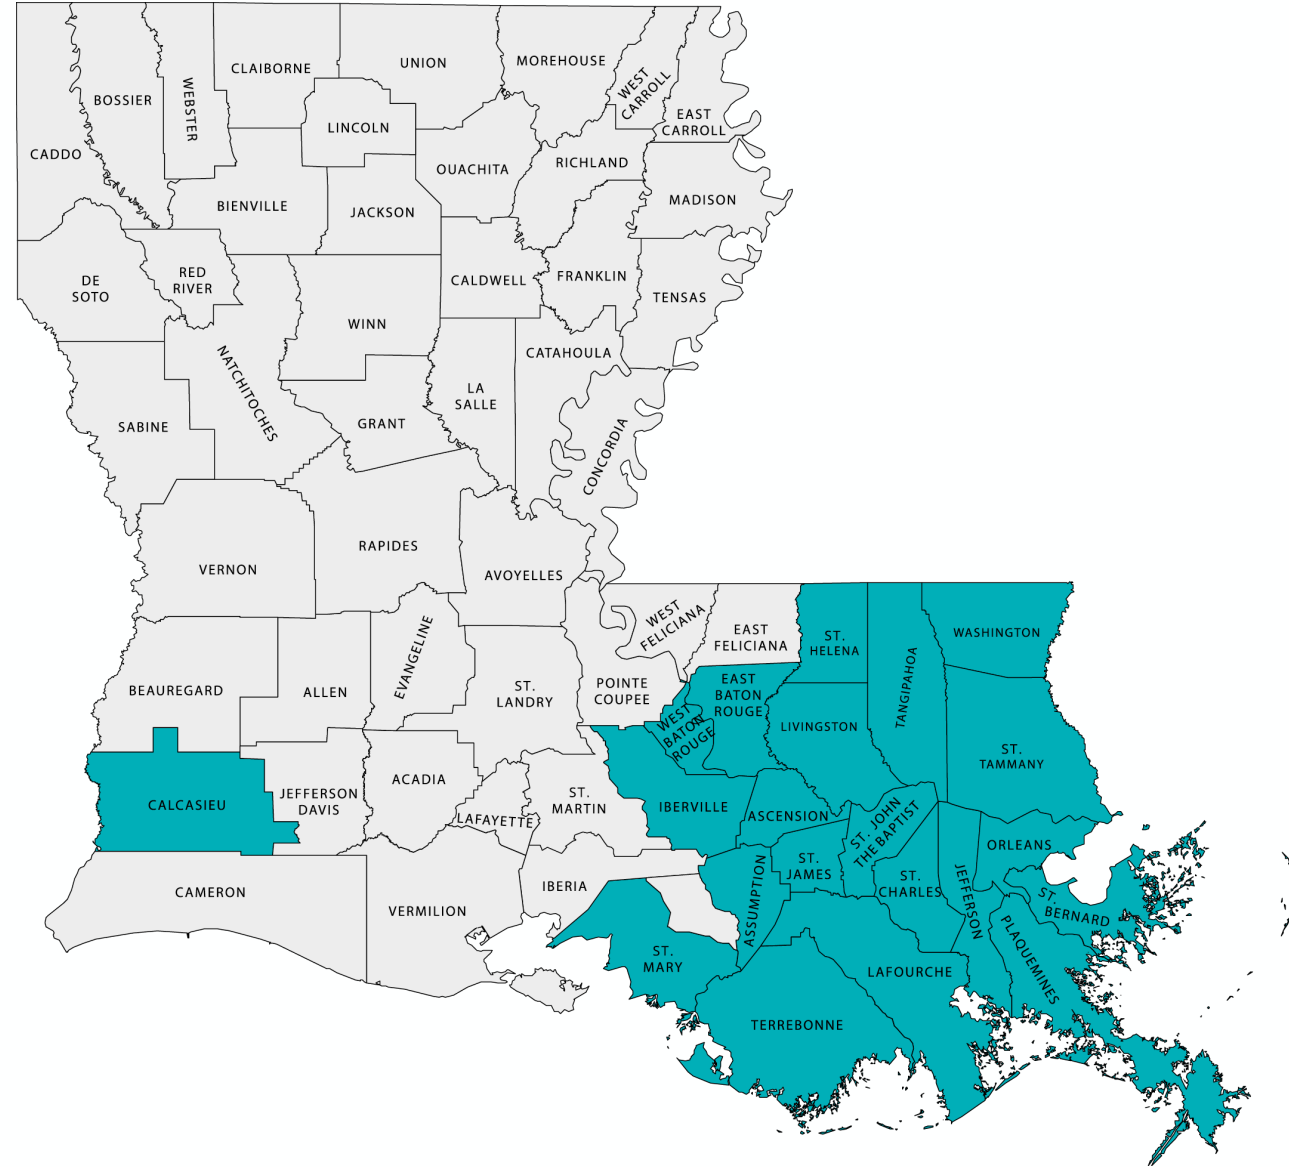 CLAIBORNE
UNION
MOREHOUSE
WEST
CARROLL
BOSSIER
WEBSTER
LINCOLN
EAST
CARROLL
CADDO
OUACHITA
RICHLAND
MADISON
BIENVILLE
JACKSON
DE
SOTO
RED
RIVER
CALDWELL
FRANKLIN
TENSAS
WINN
CATAHOULA
NATCHITOCHES
LA
SALLE
SABINE
GRANT
CONCORDIA
VERNON
RAPIDES
AVOYELLES
WEST
FELICIANA
EAST
FELICIANA
ST.
HELENA
WASHINGTON
BEAUREGARD
ALLEN
EVANGELINE
ST.
LANDRY
POINTE
COUPEE
EAST
BATON
ROUGE
TANGIPAHOA
WEST
BATON
ROUGE
LIVINGSTON
ST.
TAMMANY
CALCASIEU
JEFFERSON
DAVIS
ACADIA
LAFAYETTE
ST.
MARTIN
IBERVILLE
ASCENSION
ST. JOHN
THE BAPTIST
ORLEANS
CAMERON
VERMILION
IBERIA
ASSUMPTION
ST.
JAMES
ST.
CHARLES
JEFFERSON
ST.
BERNARD
PLAQUEMINES
ST.
MARY
LAFOURCHE
TERREBONNE